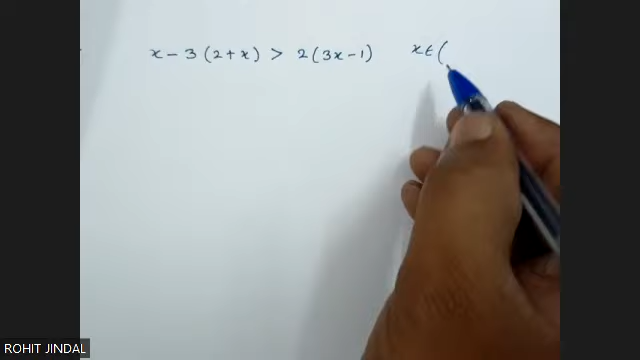 x - 3 (2 + x) > 2 (3x - 1) x ∈ (
ROHIT JINDAL